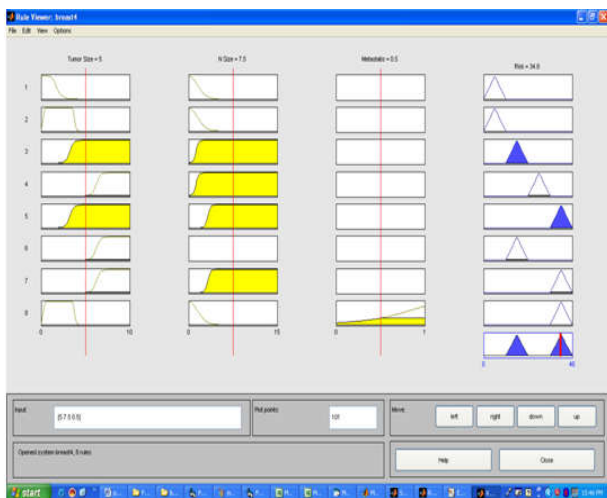 Rule Viewer: breast4
File Edit View Options
Tumor Size = 5
N Size = 7.5
Metastatis = 0.5
Risk = 34.8
1
2
3
4
5
6
7
8
0 10
0 15
0 1
0 40
Input:
[5 7.5 0.5]
Plot points:
101
Move:
left right down up
Opened system breast4, 8 rules
Help Close
start